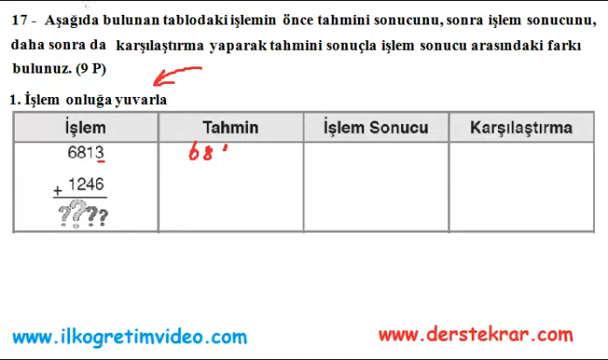 17 - Aşağıda bulunan tablodaki işlemin önce tahmini sonucunu, sonra işlem sonucunu,
daha sonra da karşılaştırma yaparak tahmini sonuçla işlem sonucu arasındaki farkı
bulunuz. (9 P)
1. İşlem onluğa yuvarla
İşlem Tahmin İşlem Sonucu Karşılaştırma
6813 68
+ 1246
????
www.ilkogretimvideo.com www.derstekrar.com